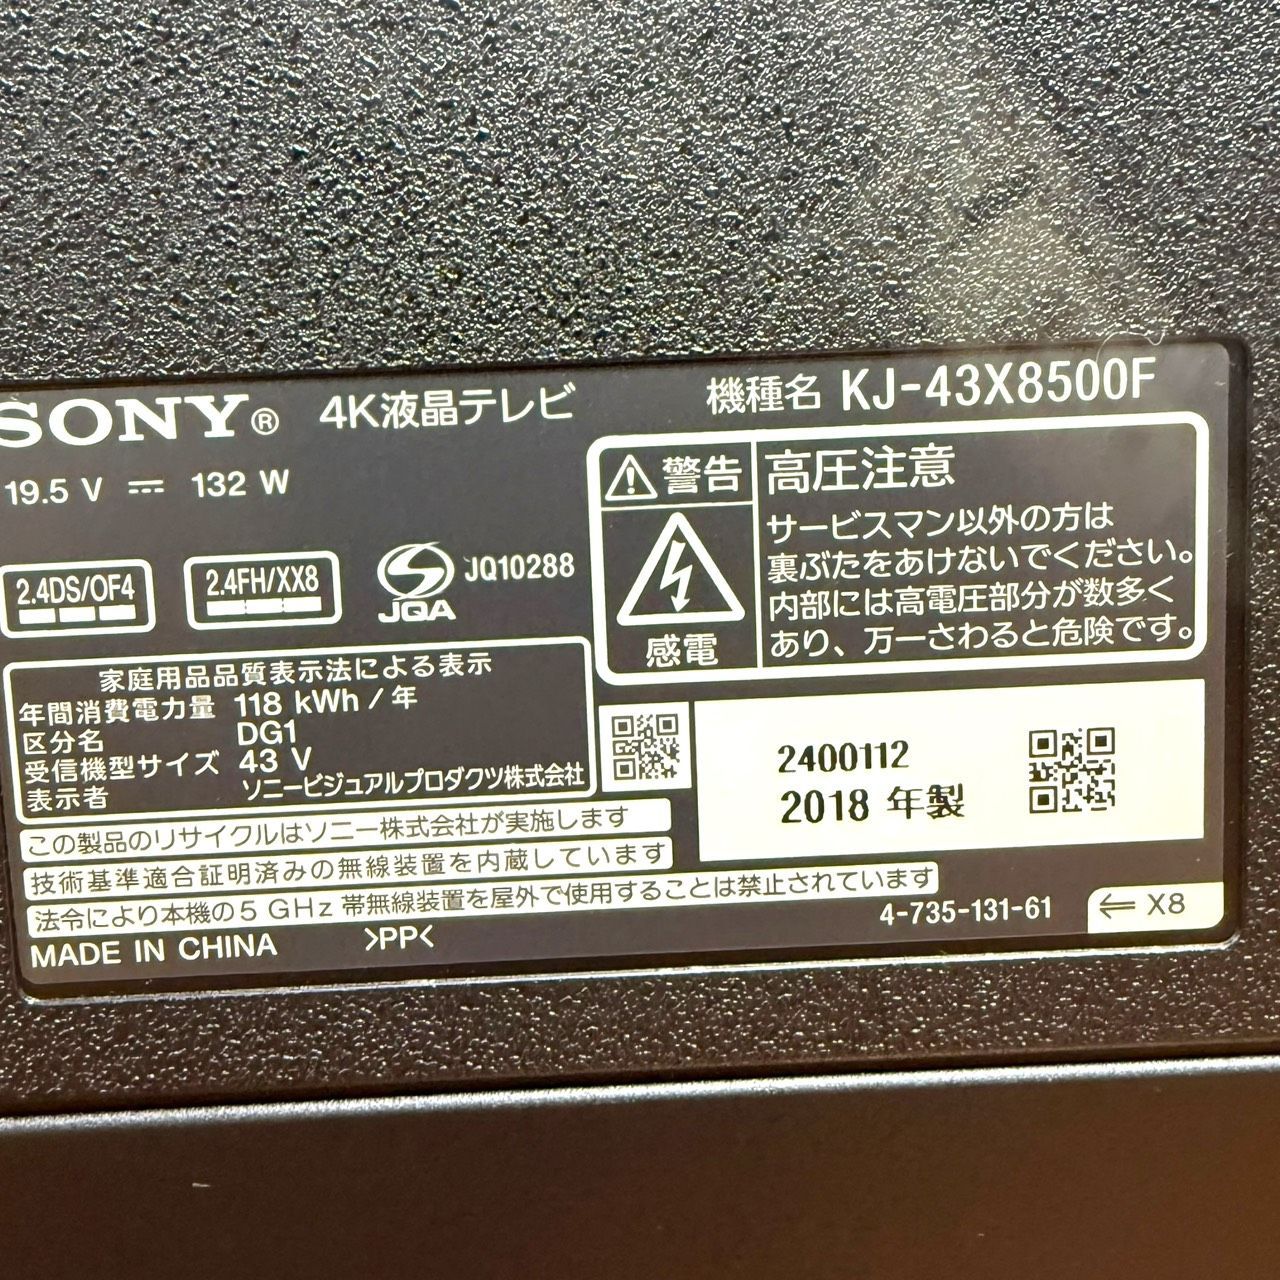 SONY® 4K液晶テレビ
機種名 KJ-43X8500F
19.5 V 132 W
2.4DS/OF4
2.4FH/XX8
JQA
JQ10288
警告
感電
高圧注意
サービスマン以外の方は
裏ぶたをあけないでください。
内部には高電圧部分が数多く
あり、万一さわると危険です。
家庭用品品質表示法による表示
年間消費電力量 118 kWh / 年
区分名 DG1
受信機型サイズ 43 V
表示者 ソニービジュアルプロダクツ株式会社
2400112
2018 年製
この製品のリサイクルはソニー株式会社が実施します
技術基準適合証明済みの無線装置を内蔵しています
法令により本機の5 GHz 帯無線装置を屋外で使用することは禁止されています
MADE IN CHINA >PP<
4-735-131-61
⇐ X8